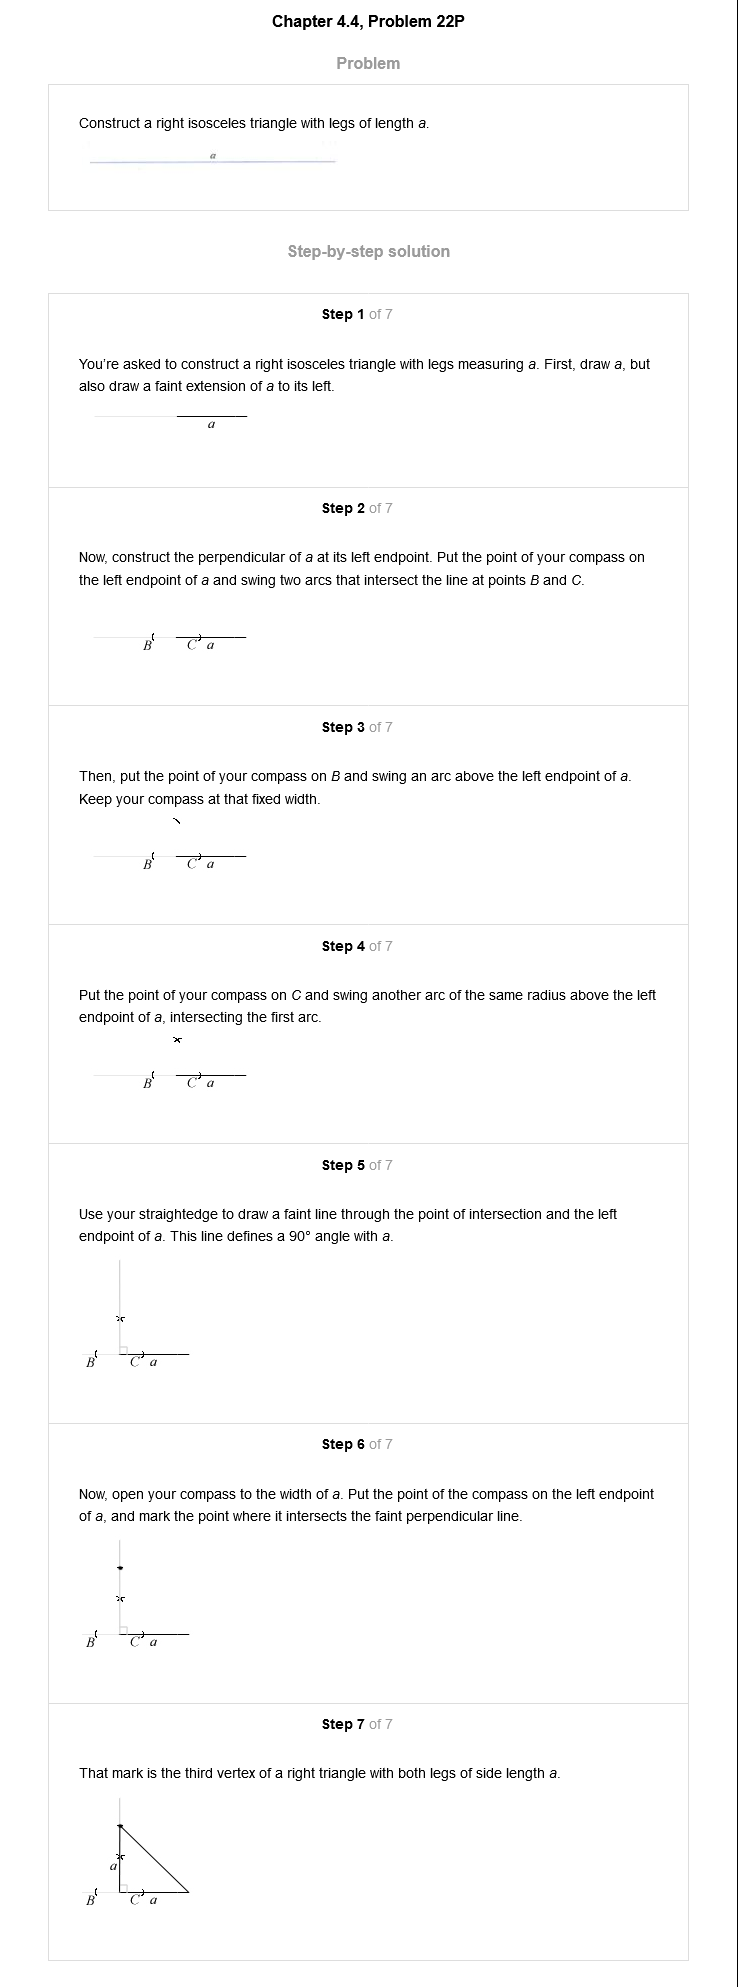 Chapter 4.4, Problem 22P
Problem
Construct a right isosceles triangle with legs of length a.
a
Step-by-step solution
Step 1 of 7
You're asked to construct a right isosceles triangle with legs measuring a. First, draw a, but
also draw a faint extension of a to its left.
a
Step 2 of 7
Now, construct the perpendicular of a at its left endpoint. Put the point of your compass on
the left endpoint of a and swing two arcs that intersect the line at points B and C.
B C a
Step 3 of 7
Then, put the point of your compass on B and swing an arc above the left endpoint of a.
Keep your compass at that fixed width.
B C a
Step 4 of 7
Put the point of your compass on C and swing another arc of the same radius above the left
endpoint of a, intersecting the first arc.
B C a
Step 5 of 7
Use your straightedge to draw a faint line through the point of intersection and the left
endpoint of a. This line defines a 90° angle with a.
B C a
Step 6 of 7
Now, open your compass to the width of a. Put the point of the compass on the left endpoint
of a, and mark the point where it intersects the faint perpendicular line.
B C a
Step 7 of 7
That mark is the third vertex of a right triangle with both legs of side length a.
a
B C a